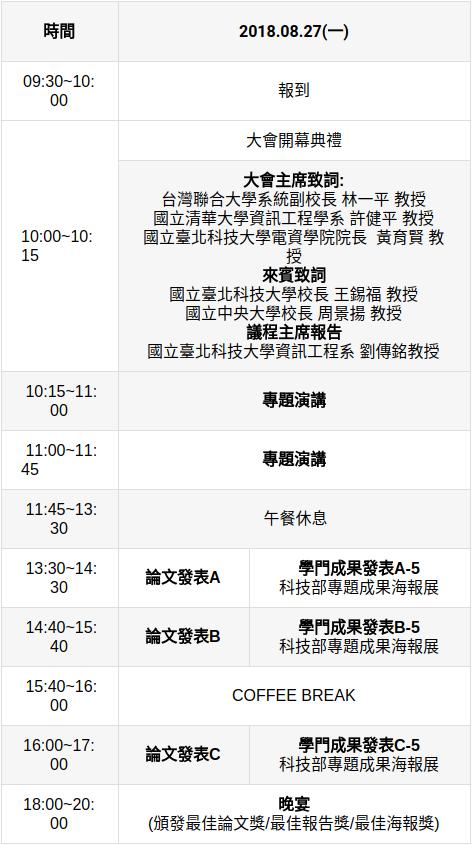 時間
2018.08.27(一)
09:30~10:
00
報到
10:00~10:
15
大會開幕典禮
大會主席致詞:
台灣聯合大學系統副校長 林一平 教授
國立清華大學資訊工程學系 許健平 教授
國立臺北科技大學電資學院院長 黃育賢 教
授
來賓致詞
國立臺北科技大學校長 王錫福 教授
國立中央大學校長 周景揚 教授
議程主席報告
國立臺北科技大學資訊工程系 劉傳銘教授
10:15~11:
00
專題演講
11:00~11:
45
專題演講
11:45~13:
30
午餐休息
13:30~14:
30
論文發表A
學門成果發表A-5
科技部專題成果海報展
14:40~15:
40
論文發表B
學門成果發表B-5
科技部專題成果海報展
15:40~16:
00
COFFEE BREAK
16:00~17:
00
論文發表C
學門成果發表C-5
科技部專題成果海報展
18:00~20:
00
晚宴
(頒發最佳論文獎/最佳報告獎/最佳海報獎)